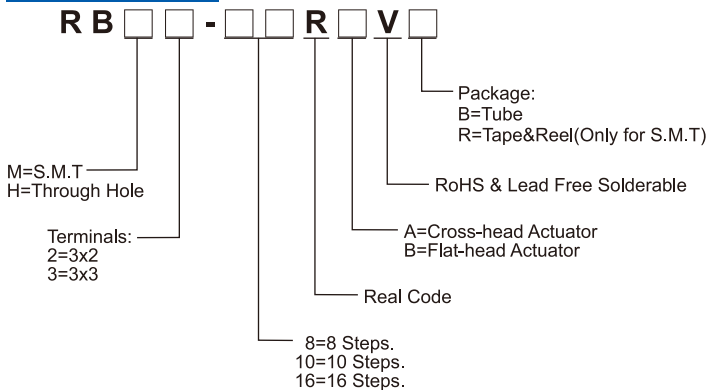 RB□□-□□R□V□
Package:
B=Tube
R=Tape&Reel(Only for S.M.T)
M=S.M.T
H=Through Hole
RoHS & Lead Free Solderable
Terminals:
2=3x2
3=3x3
A=Cross-head Actuator
B=Flat-head Actuator
Real Code
8=8 Steps.
10=10 Steps.
16=16 Steps.